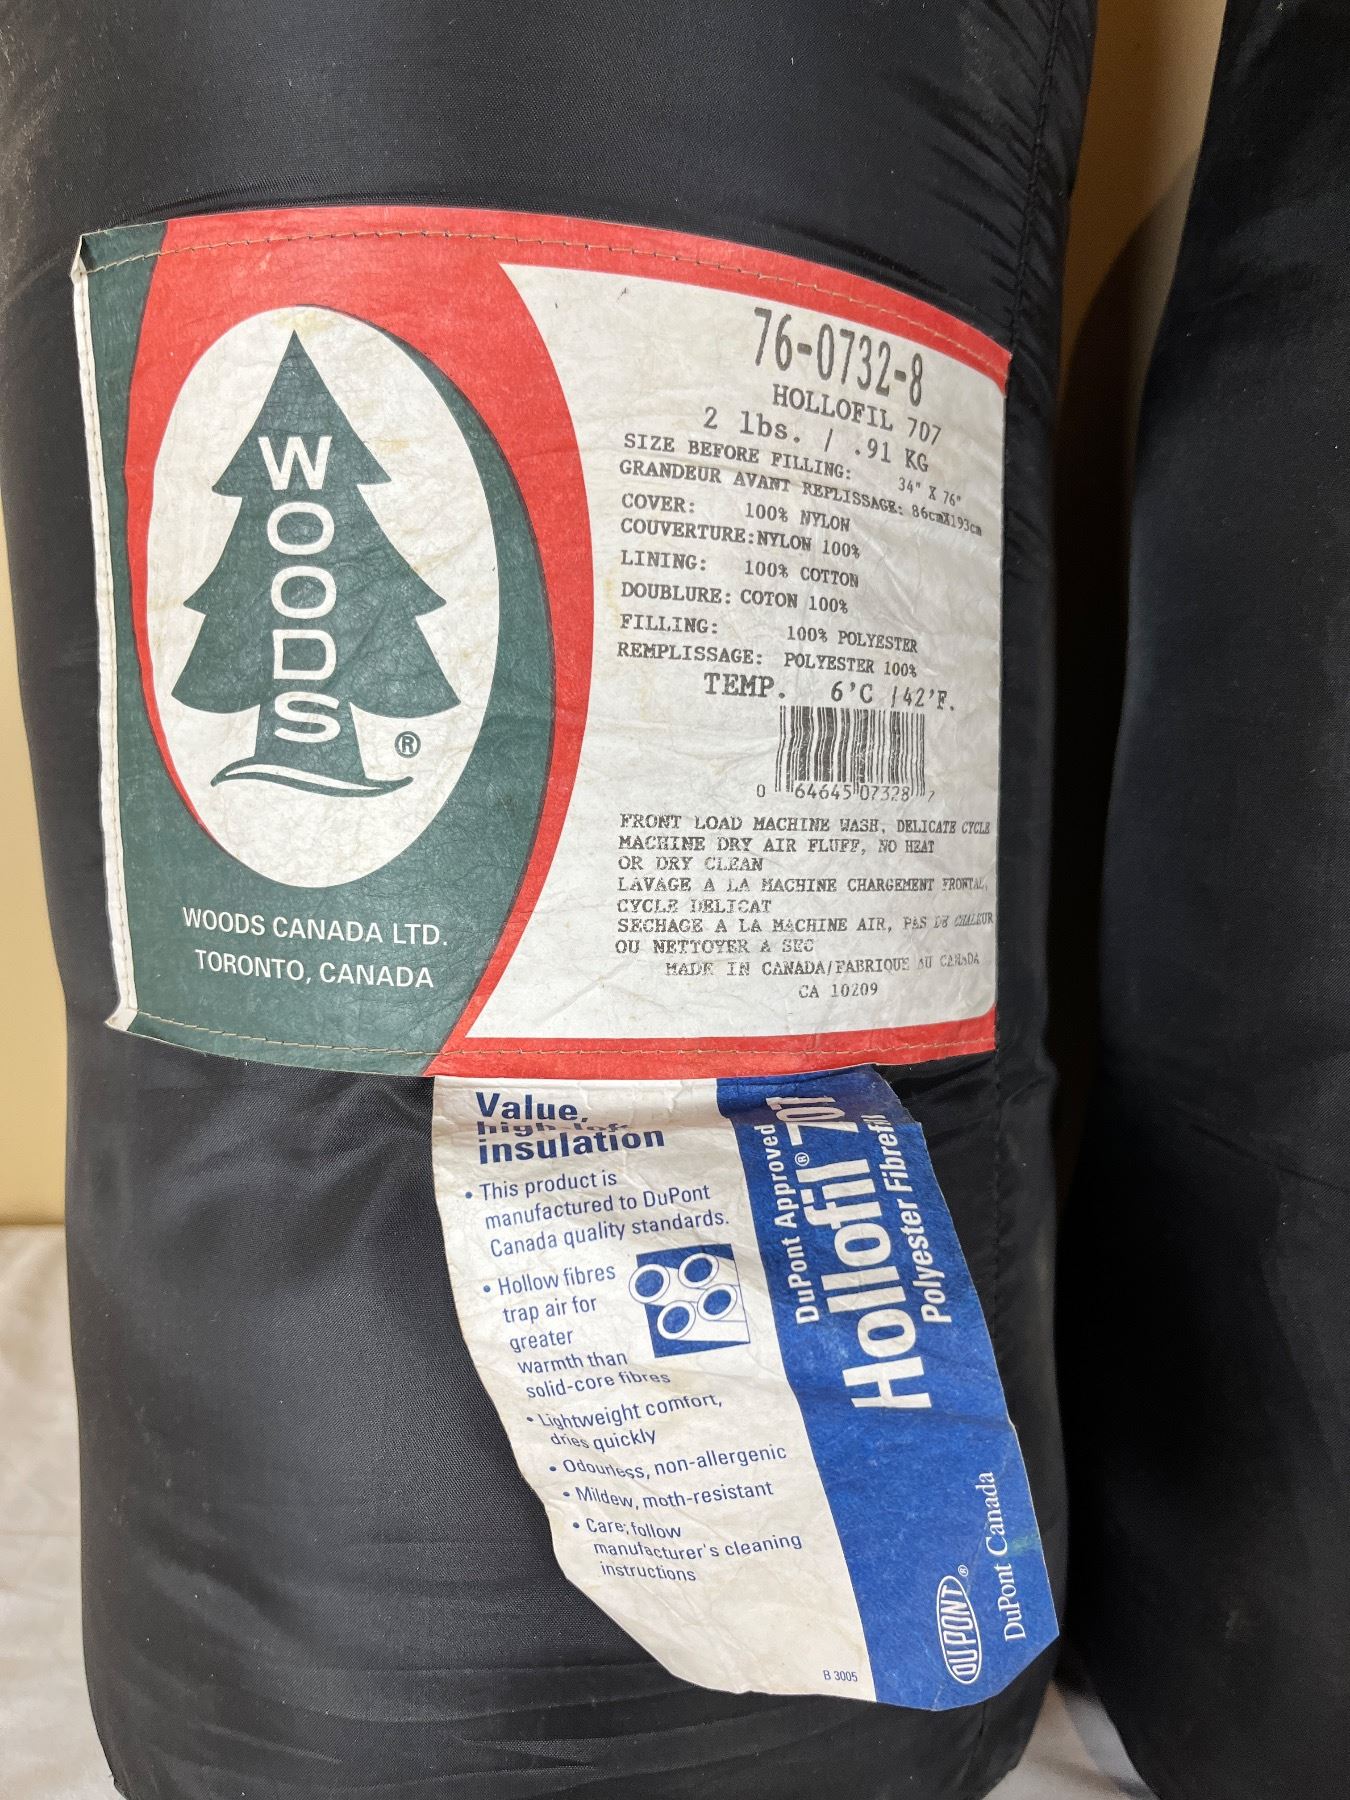 WOODS
®
WOODS CANADA LTD.
TORONTO, CANADA
76-0732-8
HOLLOFIL 707
2 lbs. / .91 KG
SIZE BEFORE FILLING: 34" X 76"
GRANDEUR AVANT REPLISSAGE: 86cmX193cm
COVER: 100% NYLON
COUVERTURE:NYLON 100%
LINING: 100% COTTON
DOUBLURE: COTON 100%
FILLING: 100% POLYESTER
REMPLISSAGE: POLYESTER 100%
TEMP. 6'C /42'F.
0 64645 07328 7
FRONT LOAD MACHINE WASH, DELICATE CYCLE
MACHINE DRY AIR FLUFF, NO HEAT
OR DRY CLEAN
LAVAGE A LA MACHINE CHARGEMENT FRONTAL,
CYCLE DELICAT
SECHAGE A LA MACHINE AIR, PAS DE CHALEUR
OU NETTOYER A SEC
MADE IN CANADA/FABRIQUE AU CANADA
CA 10209
Value,
high-loft
insulation
• This product is
manufactured to DuPont
Canada quality standards.
• Hollow fibres
trap air for
greater
warmth than
solid-core fibres
• Lightweight comfort,
dries quickly
• Odourless, non-allergenic
• Mildew, moth-resistant
• Care; follow
manufacturer's cleaning
instructions
B 3005
DuPont Approved
Hollofil® 707
Polyester Fibrefill
DUPONT®
DuPont Canada